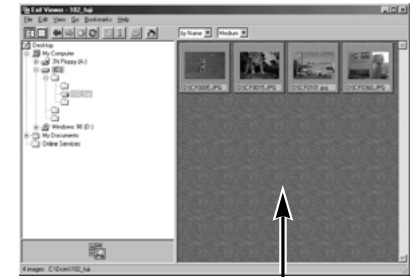 Exif Viewer - 102_fuji
File Edit View Go Bookmarks Help
by Name Medium
Desktop
My Computer
3½ Floppy (A:)
Windows 98 (D:)
My Documents
Online Services
DSCF0005.JPG DSCF0015.JPG DSCF0101.jpg DSCF0360.JPG
4 images C:\Dcim\102_fuji